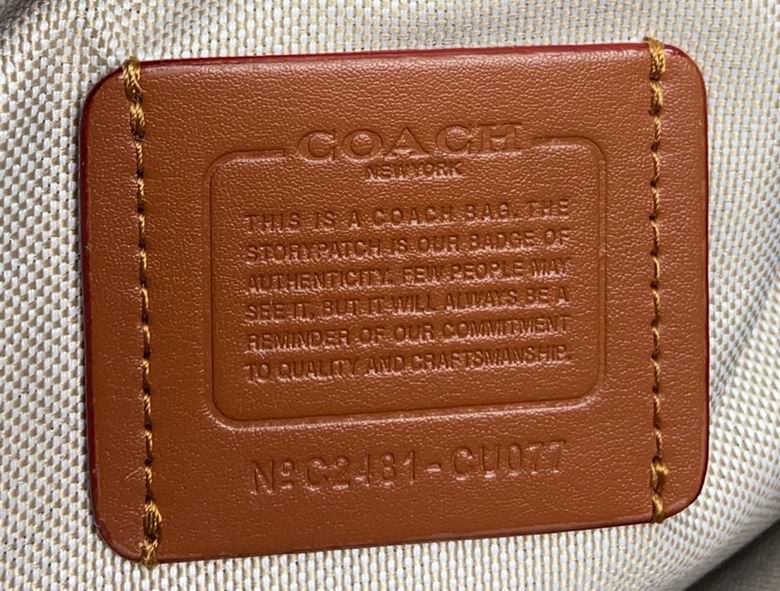 COACH
NEW YORK
THIS IS A COACH BAG. THE
STORYPATCH IS OUR BADGE OF
AUTHENTICITY. FEW PEOPLE MAY
SEE IT, BUT IT WILL ALWAYS BE A
REMINDER OF OUR COMMITMENT
TO QUALITY AND CRAFTSMANSHIP.
Nº C2481-CU077